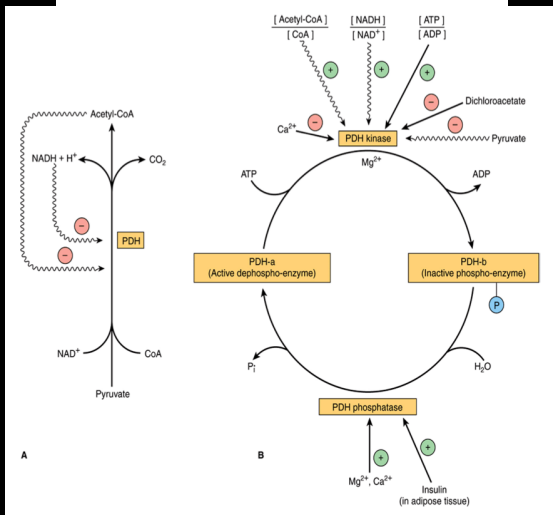 [ Acetyl-CoA ]
[ CoA ]
[ NADH ]
[ NAD⁺ ]
[ ATP ]
[ ADP ]
+
+
+
Acetyl-CoA
NADH + H⁺
CO₂
−
PDH
−
NAD⁺
CoA
Pyruvate
A
−
Dichloroacetate
Ca²⁺
−
−
PDH kinase
Pyruvate
Mg²⁺
ATP
ADP
PDH-a
(Active dephospho-enzyme)
PDH-b
(Inactive phospho-enzyme)
P
Pi
H₂O
PDH phosphatase
B
+
+
Mg²⁺, Ca²⁺
Insulin
(in adipose tissue)